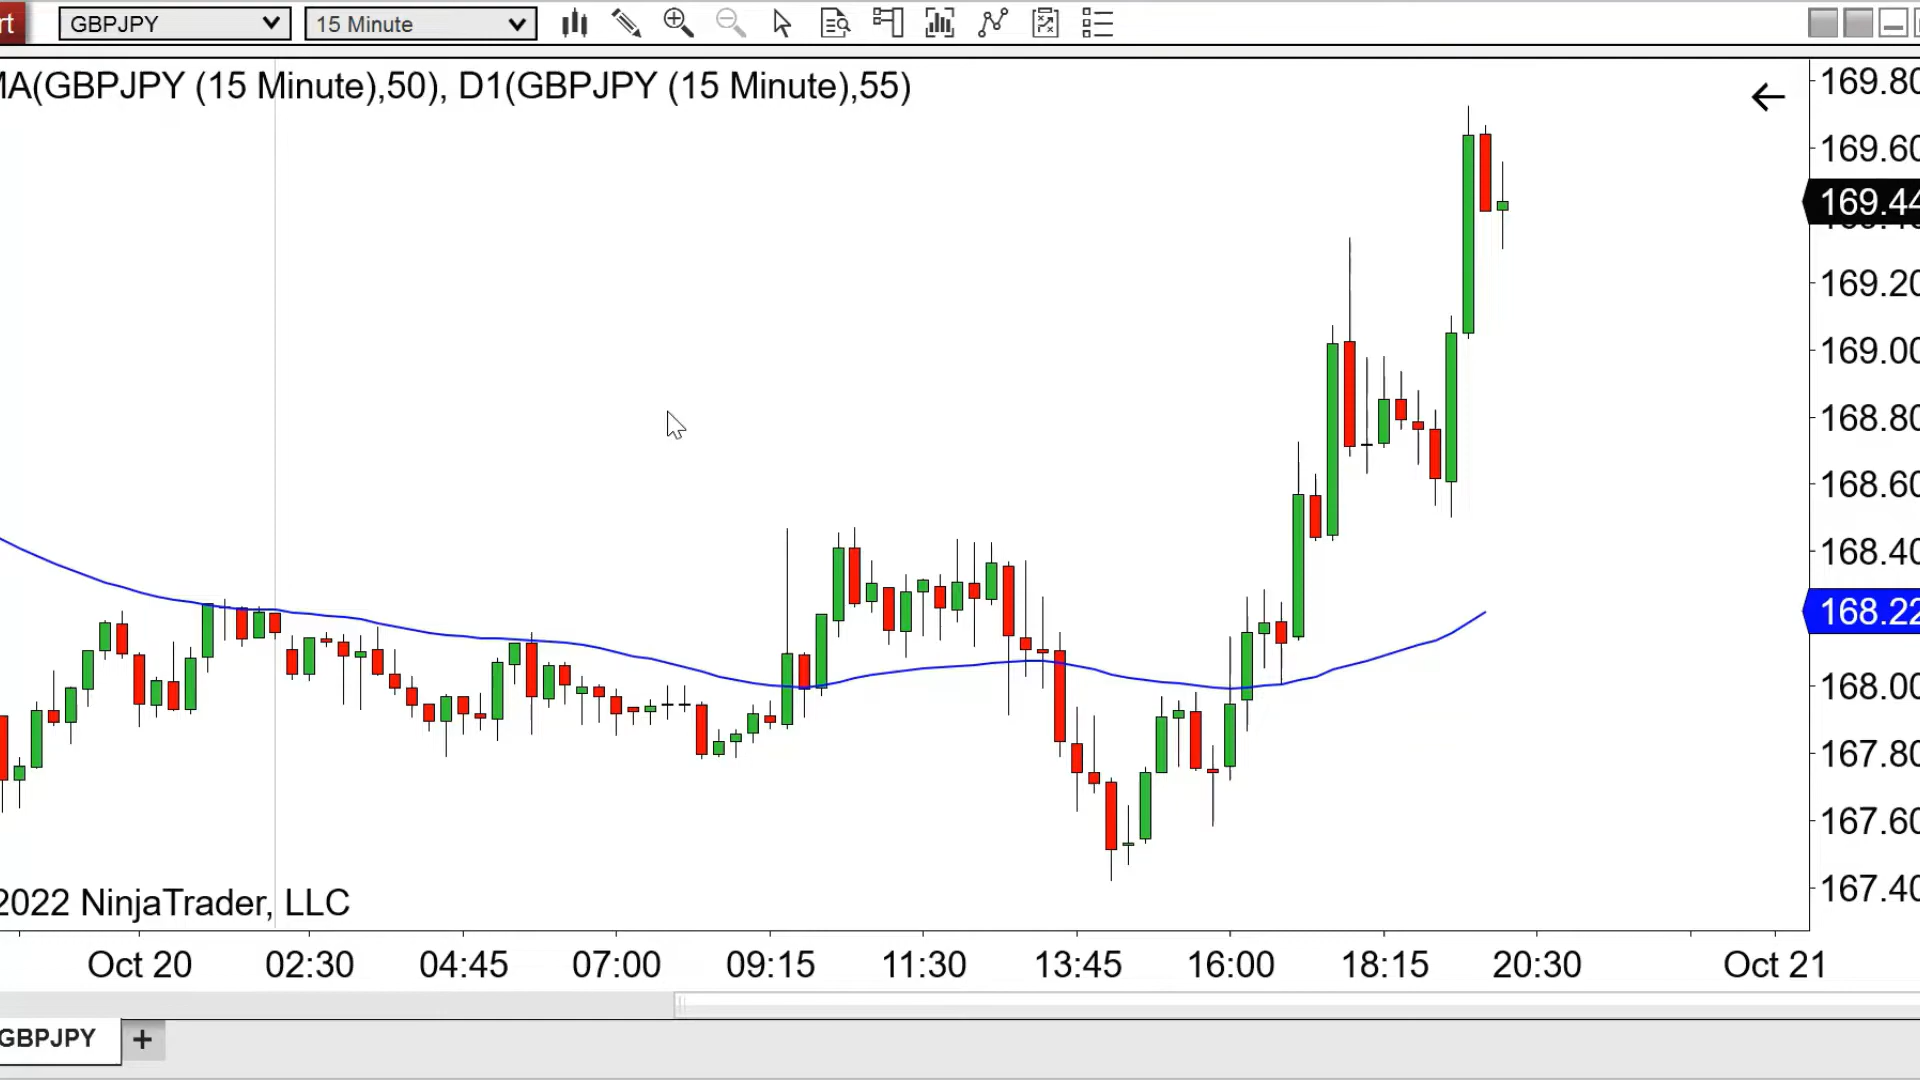 rt GBPJPY 15 Minute
MA(GBPJPY (15 Minute),50), D1(GBPJPY (15 Minute),55)
169.80
169.60
169.44
169.20
169.00
168.80
168.60
168.40
168.22
168.00
167.80
167.60
167.40
2022 NinjaTrader, LLC
Oct 20 02:30 04:45 07:00 09:15 11:30 13:45 16:00 18:15 20:30 Oct 21
GBPJPY +